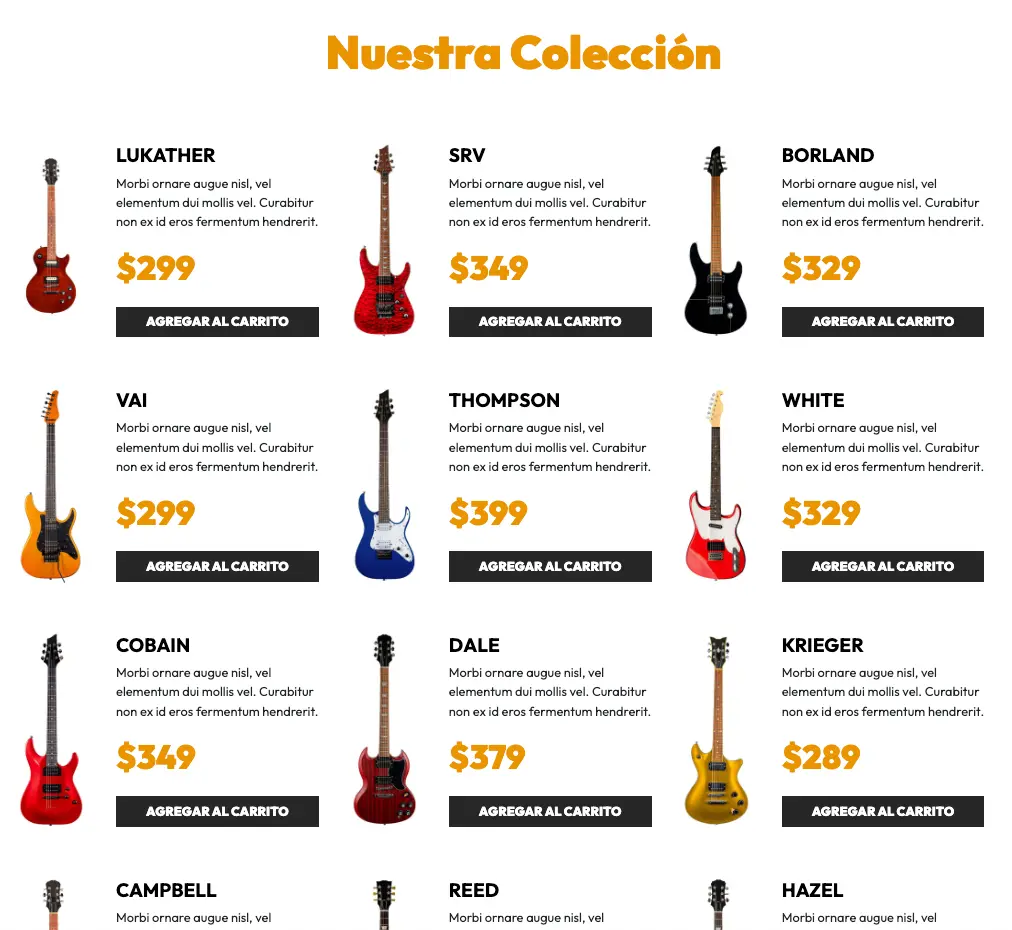 Nuestra Colección
LUKATHER
Morbi ornare augue nisl, vel
elementum dui mollis vel. Curabitur
non ex id eros fermentum hendrerit.
$299
AGREGAR AL CARRITO
SRV
Morbi ornare augue nisl, vel
elementum dui mollis vel. Curabitur
non ex id eros fermentum hendrerit.
$349
AGREGAR AL CARRITO
BORLAND
Morbi ornare augue nisl, vel
elementum dui mollis vel. Curabitur
non ex id eros fermentum hendrerit.
$329
AGREGAR AL CARRITO
VAI
Morbi ornare augue nisl, vel
elementum dui mollis vel. Curabitur
non ex id eros fermentum hendrerit.
$299
AGREGAR AL CARRITO
THOMPSON
Morbi ornare augue nisl, vel
elementum dui mollis vel. Curabitur
non ex id eros fermentum hendrerit.
$399
AGREGAR AL CARRITO
WHITE
Morbi ornare augue nisl, vel
elementum dui mollis vel. Curabitur
non ex id eros fermentum hendrerit.
$329
AGREGAR AL CARRITO
COBAIN
Morbi ornare augue nisl, vel
elementum dui mollis vel. Curabitur
non ex id eros fermentum hendrerit.
$349
AGREGAR AL CARRITO
DALE
Morbi ornare augue nisl, vel
elementum dui mollis vel. Curabitur
non ex id eros fermentum hendrerit.
$379
AGREGAR AL CARRITO
KRIEGER
Morbi ornare augue nisl, vel
elementum dui mollis vel. Curabitur
non ex id eros fermentum hendrerit.
$289
AGREGAR AL CARRITO
CAMPBELL
Morbi ornare augue nisl, vel
REED
Morbi ornare augue nisl, vel
HAZEL
Morbi ornare augue nisl, vel